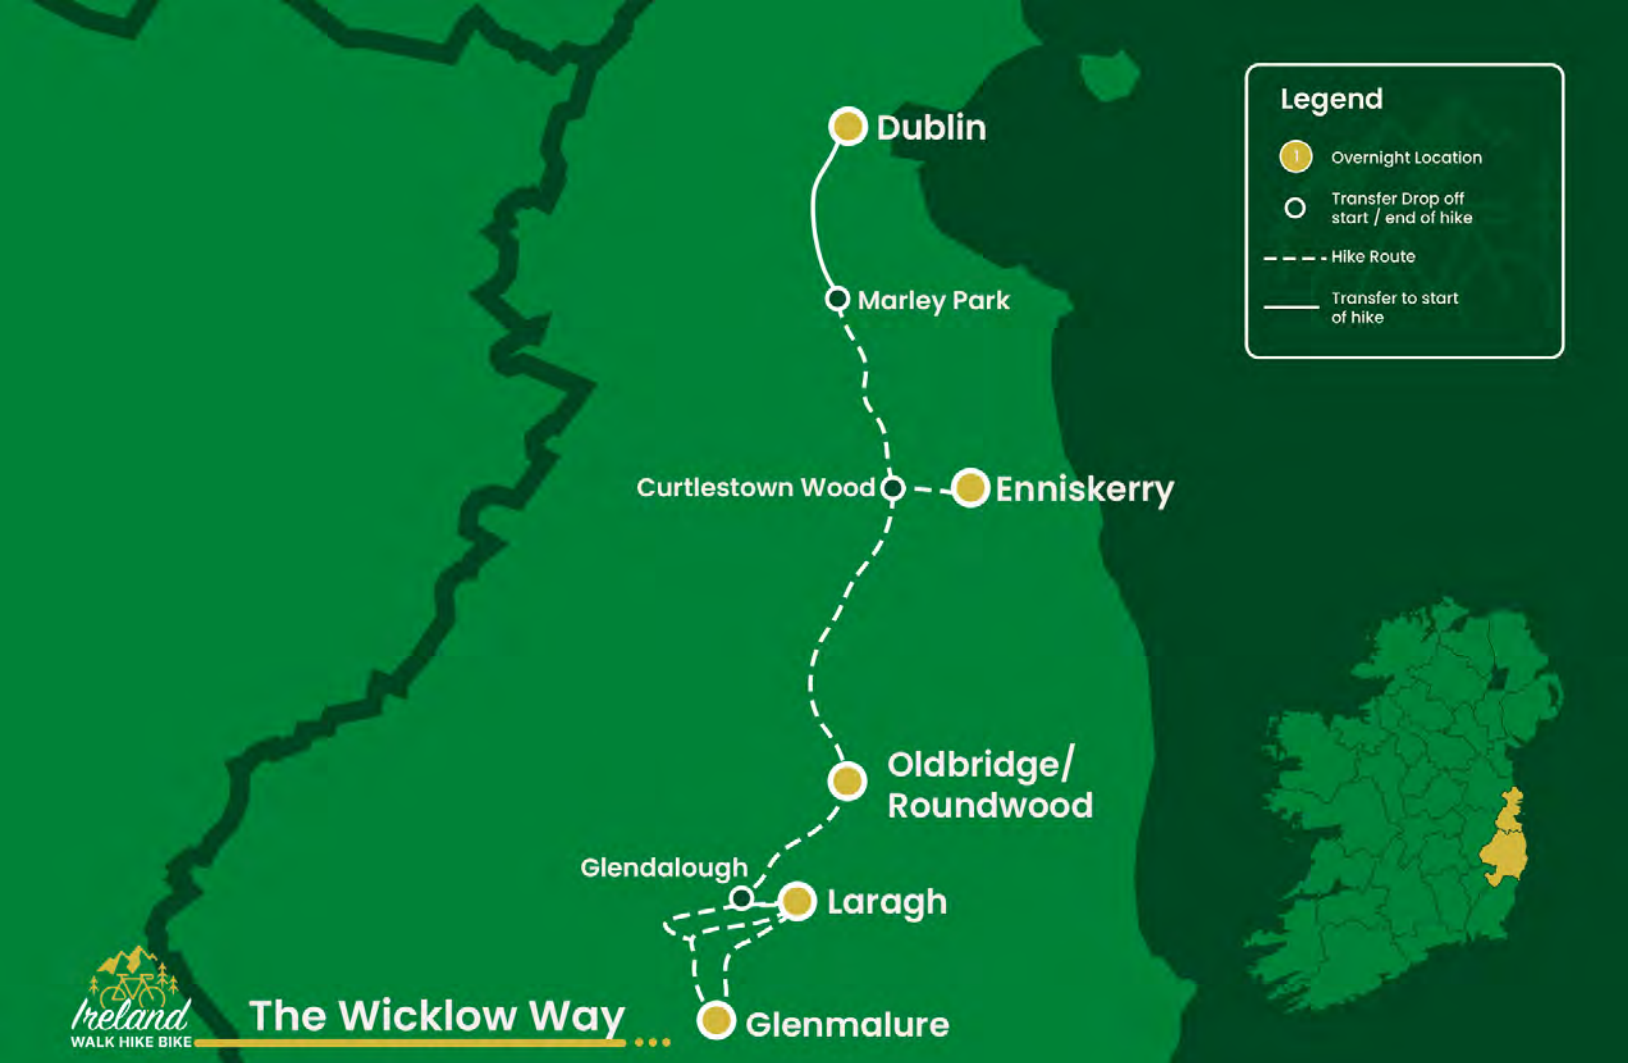 Dublin
Marley Park
Curtlestown Wood
Enniskerry
Oldbridge/
Roundwood
Glendalough
Laragh
Glenmalure
Legend
1
Overnight Location
Transfer Drop off
start / end of hike
Hike Route
Transfer to start
of hike
Ireland
WALK HIKE BIKE
The Wicklow Way